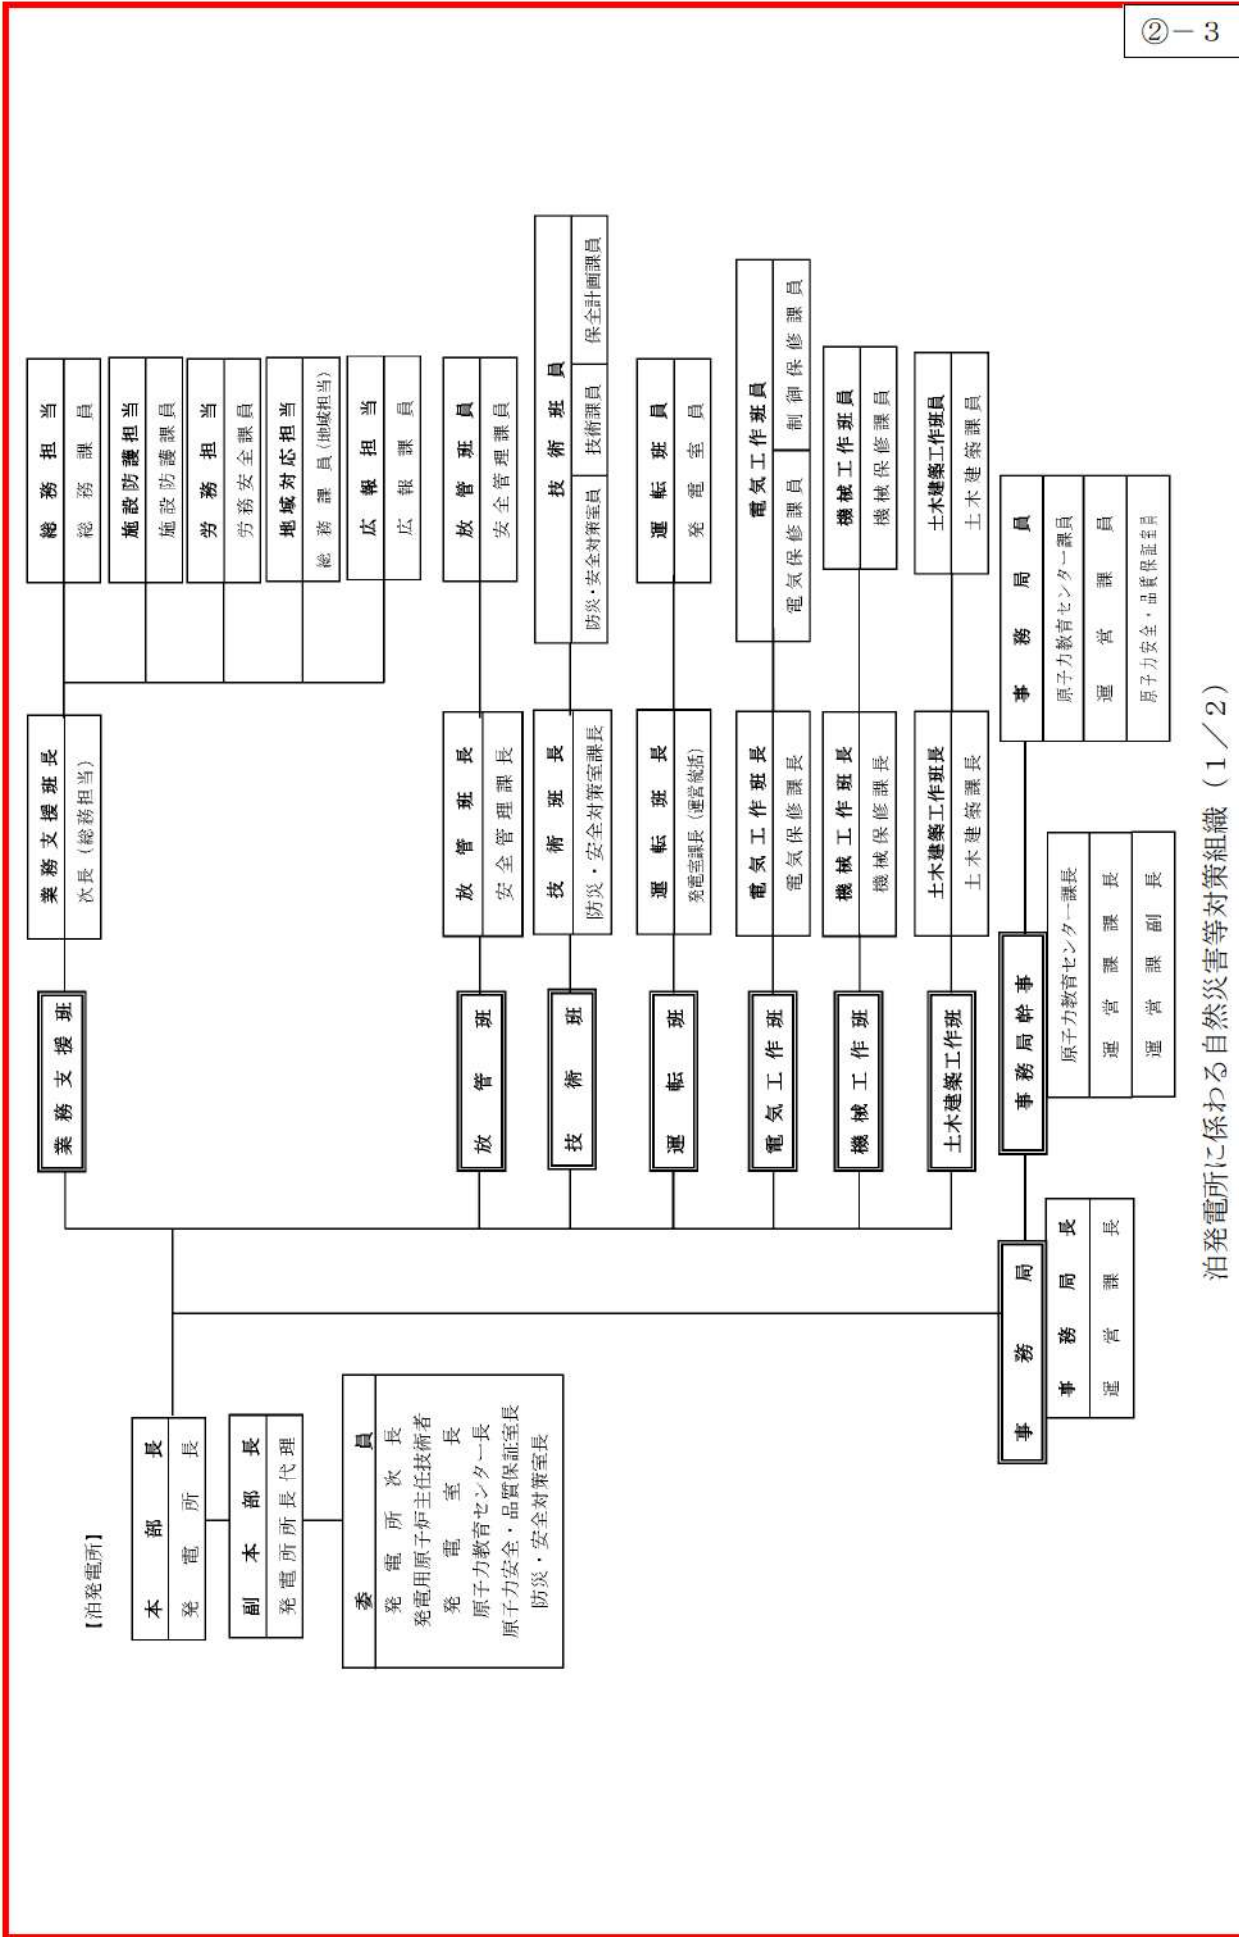 ②－３
【泊発電所】
本部長
発電所長
副本部長
発電所所長代理
委員
発電所次長
発電用原子炉主任技術者
発電室長
原子力教育センター長
原子力安全・品質保証室長
防災・安全対策室長
業務支援班
業務支援班長
次長（総務担当）
総務担当
総務課員
施設防護担当
施設防護課員
労務担当
労務安全課員
地域対応担当
総務課員（地域担当）
広報担当
広報課員
放管班
放管班長
安全管理課長
放管班員
安全管理課員
技術班
技術班長
防災・安全対策室課長
技術班員
防災・安全対策室員
技術課員
保全計画課員
運転班
運転班長
発電室課長（運営統括）
運転班員
発電室員
電気工作班
電気工作班長
電気保修課長
電気工作班員
電気保修課員
制御保修課員
機械工作班
機械工作班長
機械保修課長
機械工作班員
機械保修課員
土木建築工作班
土木建築工作班長
土木建築課長
土木建築工作班員
土木建築課員
事務局
事務局長
運営課長
事務局幹事
原子力教育センター課長
運営課課長
運営課副長
事務局員
原子力教育センター課員
運営課員
原子力安全・品質保証室員
泊発電所に係わる自然災害等対策組織（１／２）